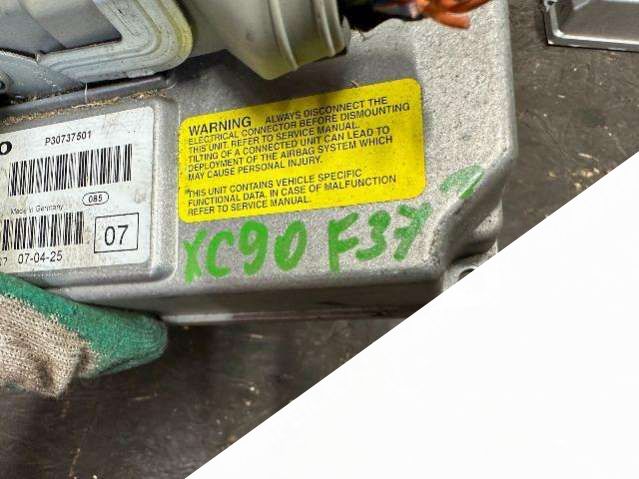 O
P30737501
085
Made in Germany
07
07-04-25
WARNING ALWAYS DISCONNECT THE
ELECTRICAL CONNECTOR BEFORE DISMOUNTING
THIS UNIT. REFER TO SERVICE MANUAL.
TILTING OF A CONNECTED UNIT CAN LEAD TO
DEPLOYMENT OF THE AIRBAG SYSTEM WHICH
MAY CAUSE PERSONAL INJURY.
"THIS UNIT CONTAINS VEHICLE SPECIFIC
FUNCTIONAL DATA. IN CASE OF MALFUNCTION
REFER TO SERVICE MANUAL.
XC90 F37